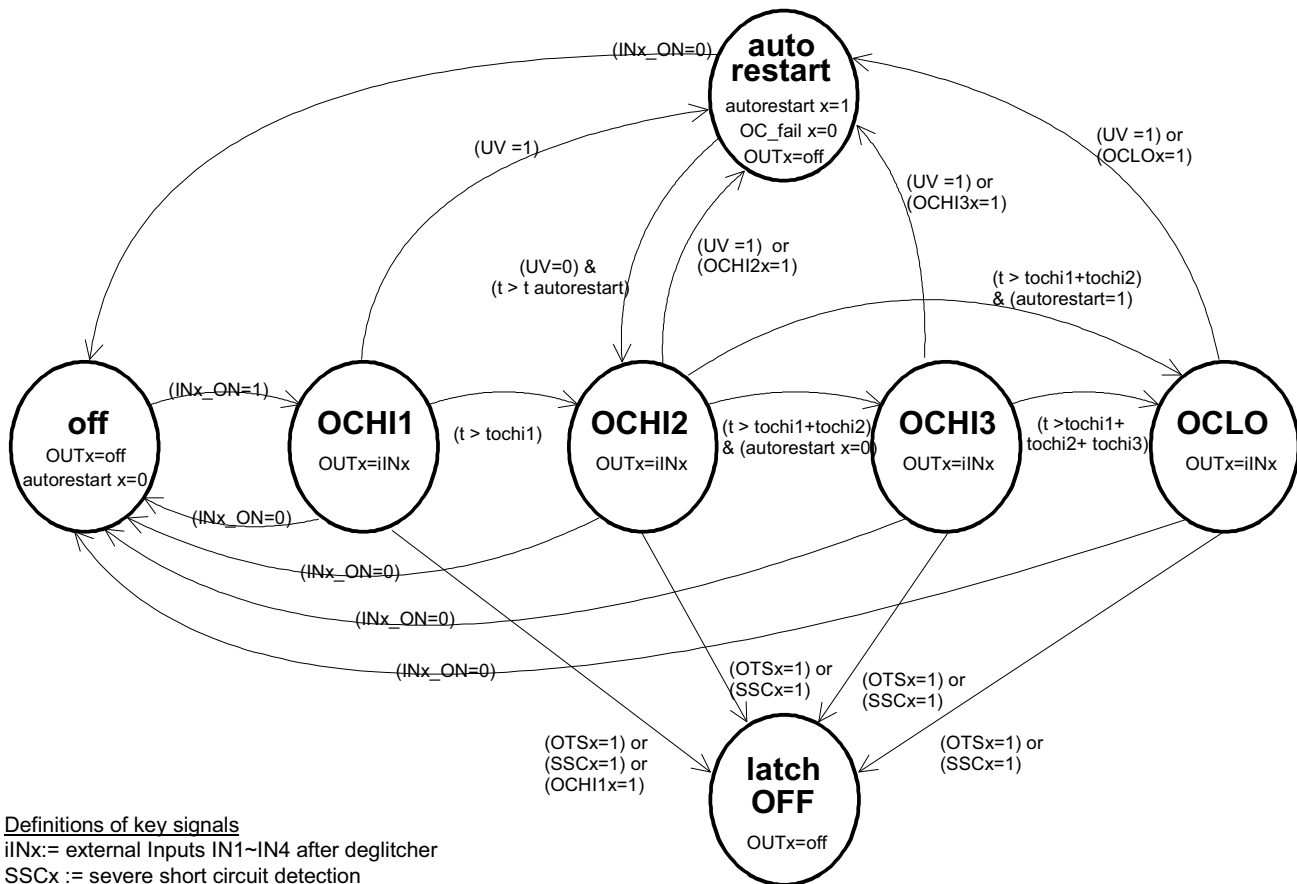 (INx_ON=0)
auto
restart
autorestart x=1
OC_fail x=0
OUTx=off
(UV =1)
(UV =1) or
(OCLOx=1)
(UV =1) or
(OCHI3x=1)
(UV =1) or
(OCHI2x=1)
(UV=0) &
(t > t autorestart)
(t > tochi1+tochi2)
& (autorestart=1)
off
OUTx=off
autorestart x=0
(INx_ON=1)
OCHI1
OUTx=iINx
(t > tochi1)
OCHI2
OUTx=iINx
(t > tochi1+tochi2)
& (autorestart x=0)
OCHI3
OUTx=iINx
(t >tochi1+
tochi2+ tochi3)
OCLO
OUTx=iINx
(INx_ON=0)
(INx_ON=0)
(INx_ON=0)
(INx_ON=0)
(OTSx=1) or
(SSCx=1) or
(OCHI1x=1)
(OTSx=1) or
(SSCx=1)
(OTSx=1) or
(SSCx=1)
(OTSx=1) or
(SSCx=1)
latch
OFF
OUTx=off
Definitions of key signals
iINx:= external Inputs IN1~IN4 after deglitcher
SSCx := severe short circuit detection